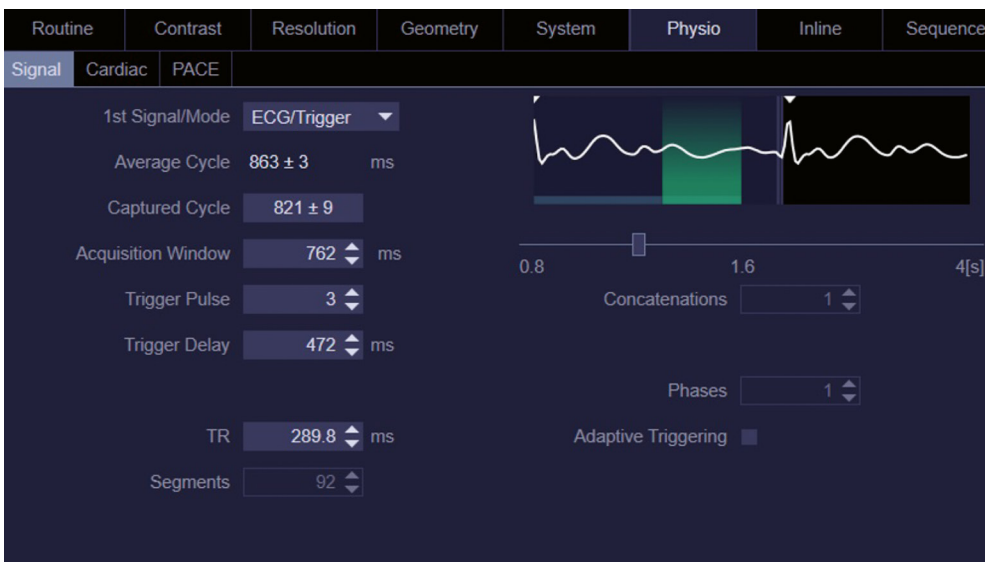 Routine Contrast Resolution Geometry System Physio Inline Sequence
Signal Cardiac PACE
1st Signal/Mode ECG/Trigger
Average Cycle 863 ± 3 ms
Captured Cycle 821 ± 9
Acquisition Window 762 ms
0.8 1.6 4[s]
Trigger Pulse 3 Concatenations 1
Trigger Delay 472 ms
Phases 1
TR 289.8 ms Adaptive Triggering
Segments 92